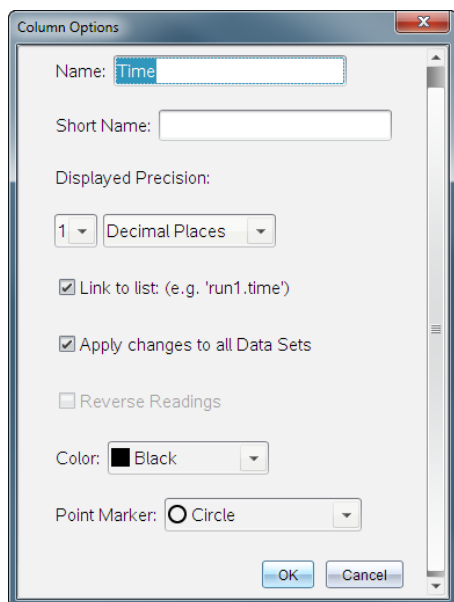 Column Options
Name: Time
Short Name:
Displayed Precision:
1 Decimal Places
Link to list: (e.g. 'run1.time')
Apply changes to all Data Sets
Reverse Readings
Color: Black
Point Marker: Circle
OK Cancel